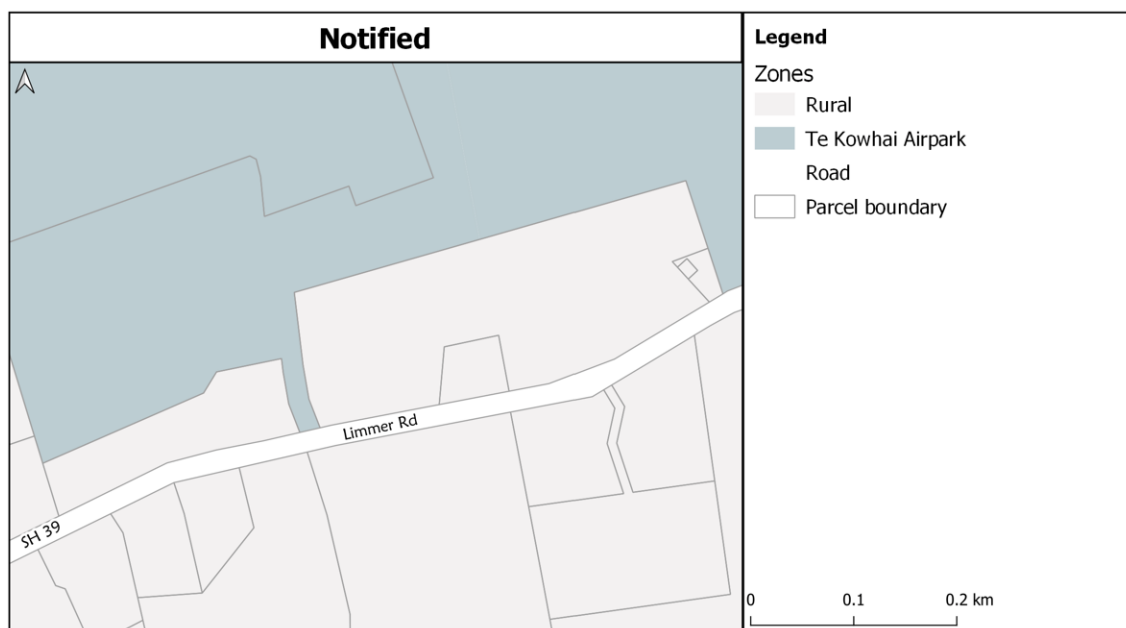 Notified
Limmer Rd
SH 39
Legend
Zones
Rural
Te Kowhai Airpark
Road
Parcel boundary
0 0.1 0.2 km